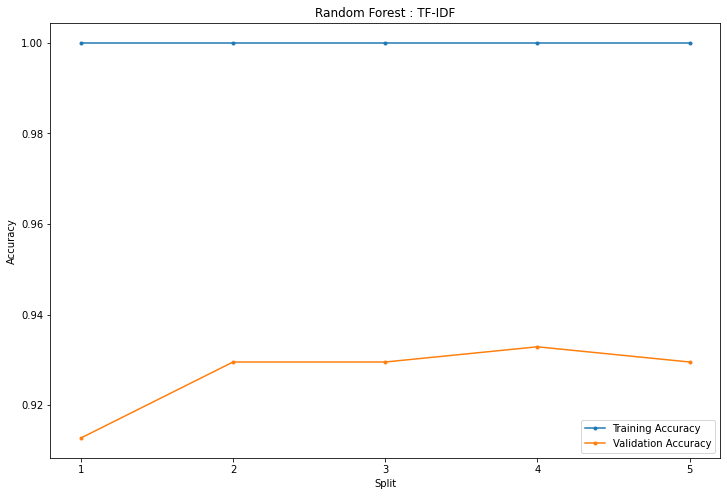 Random Forest : TF-IDF
1.00
0.98
0.96
0.94
0.92
Accuracy
1 2 3 4 5
Split
Training Accuracy
Validation Accuracy